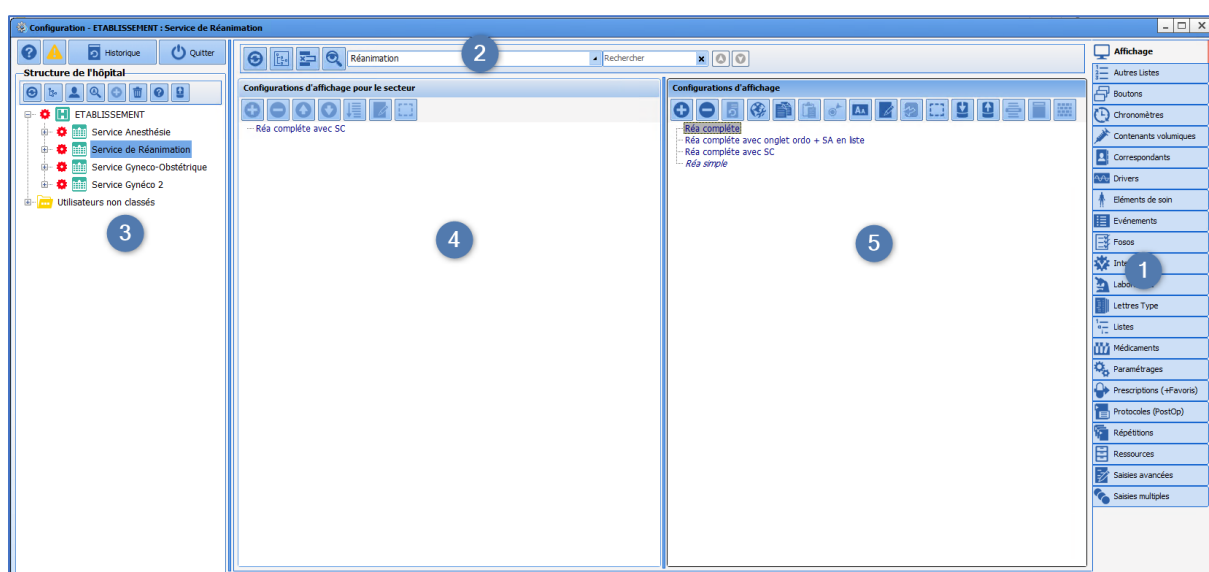 Configuration - ETABLISSEMENT : Service de Réanimation
Historique
Quitter
Structure de l'hôpital
ETABLISSEMENT
Service Anesthésie
Service de Réanimation
Service Gyneco-Obstétrique
Service Gynéco 2
Utilisateurs non classés
3
Réanimation
2
Rechercher
Configurations d'affichage pour le secteur
Réa compléte avec SC
4
Configurations d'affichage
Réa compléte
Réa compléte avec onglet ordo + SA en liste
Réa compléte avec SC
Réa simple
5
Affichage
Autres Listes
Boutons
Chronomètres
Contenants volumiques
Correspondants
Drivers
Eléments de soin
Evénements
Fosos
1
Lettres Type
Listes
Médicaments
Paramétrages
Prescriptions (+Favoris)
Protocoles (PostOp)
Répétitions
Ressources
Saisies avancées
Saisies multiples